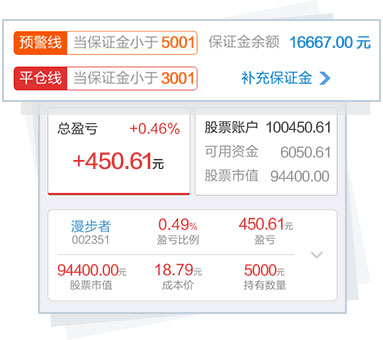 预警线 当保证金小于 5001 保证金余额 16667.00 元
平仓线 当保证金小于 3001 补充保证金
总盈亏 +0.46%
+450.61元
股票账户 100450.61
可用资金 6050.61
股票市值 94400.00
漫步者 0.49% 450.61元
002351 盈亏比例 盈亏
94400.00元 18.79元 5000元
股票市值 成本价 持有数量